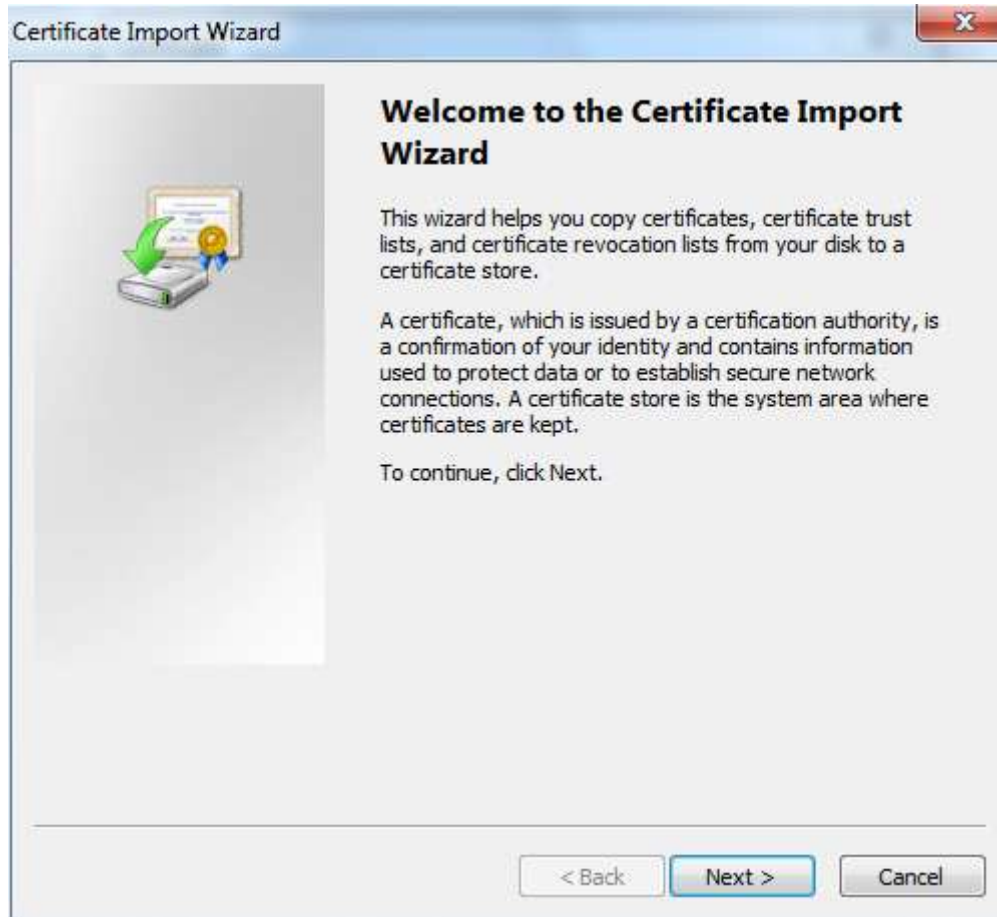 Certificate Import Wizard
Welcome to the Certificate Import
Wizard
This wizard helps you copy certificates, certificate trust
lists, and certificate revocation lists from your disk to a
certificate store.
A certificate, which is issued by a certification authority, is
a confirmation of your identity and contains information
used to protect data or to establish secure network
connections. A certificate store is the system area where
certificates are kept.
To continue, click Next.
< Back Next > Cancel